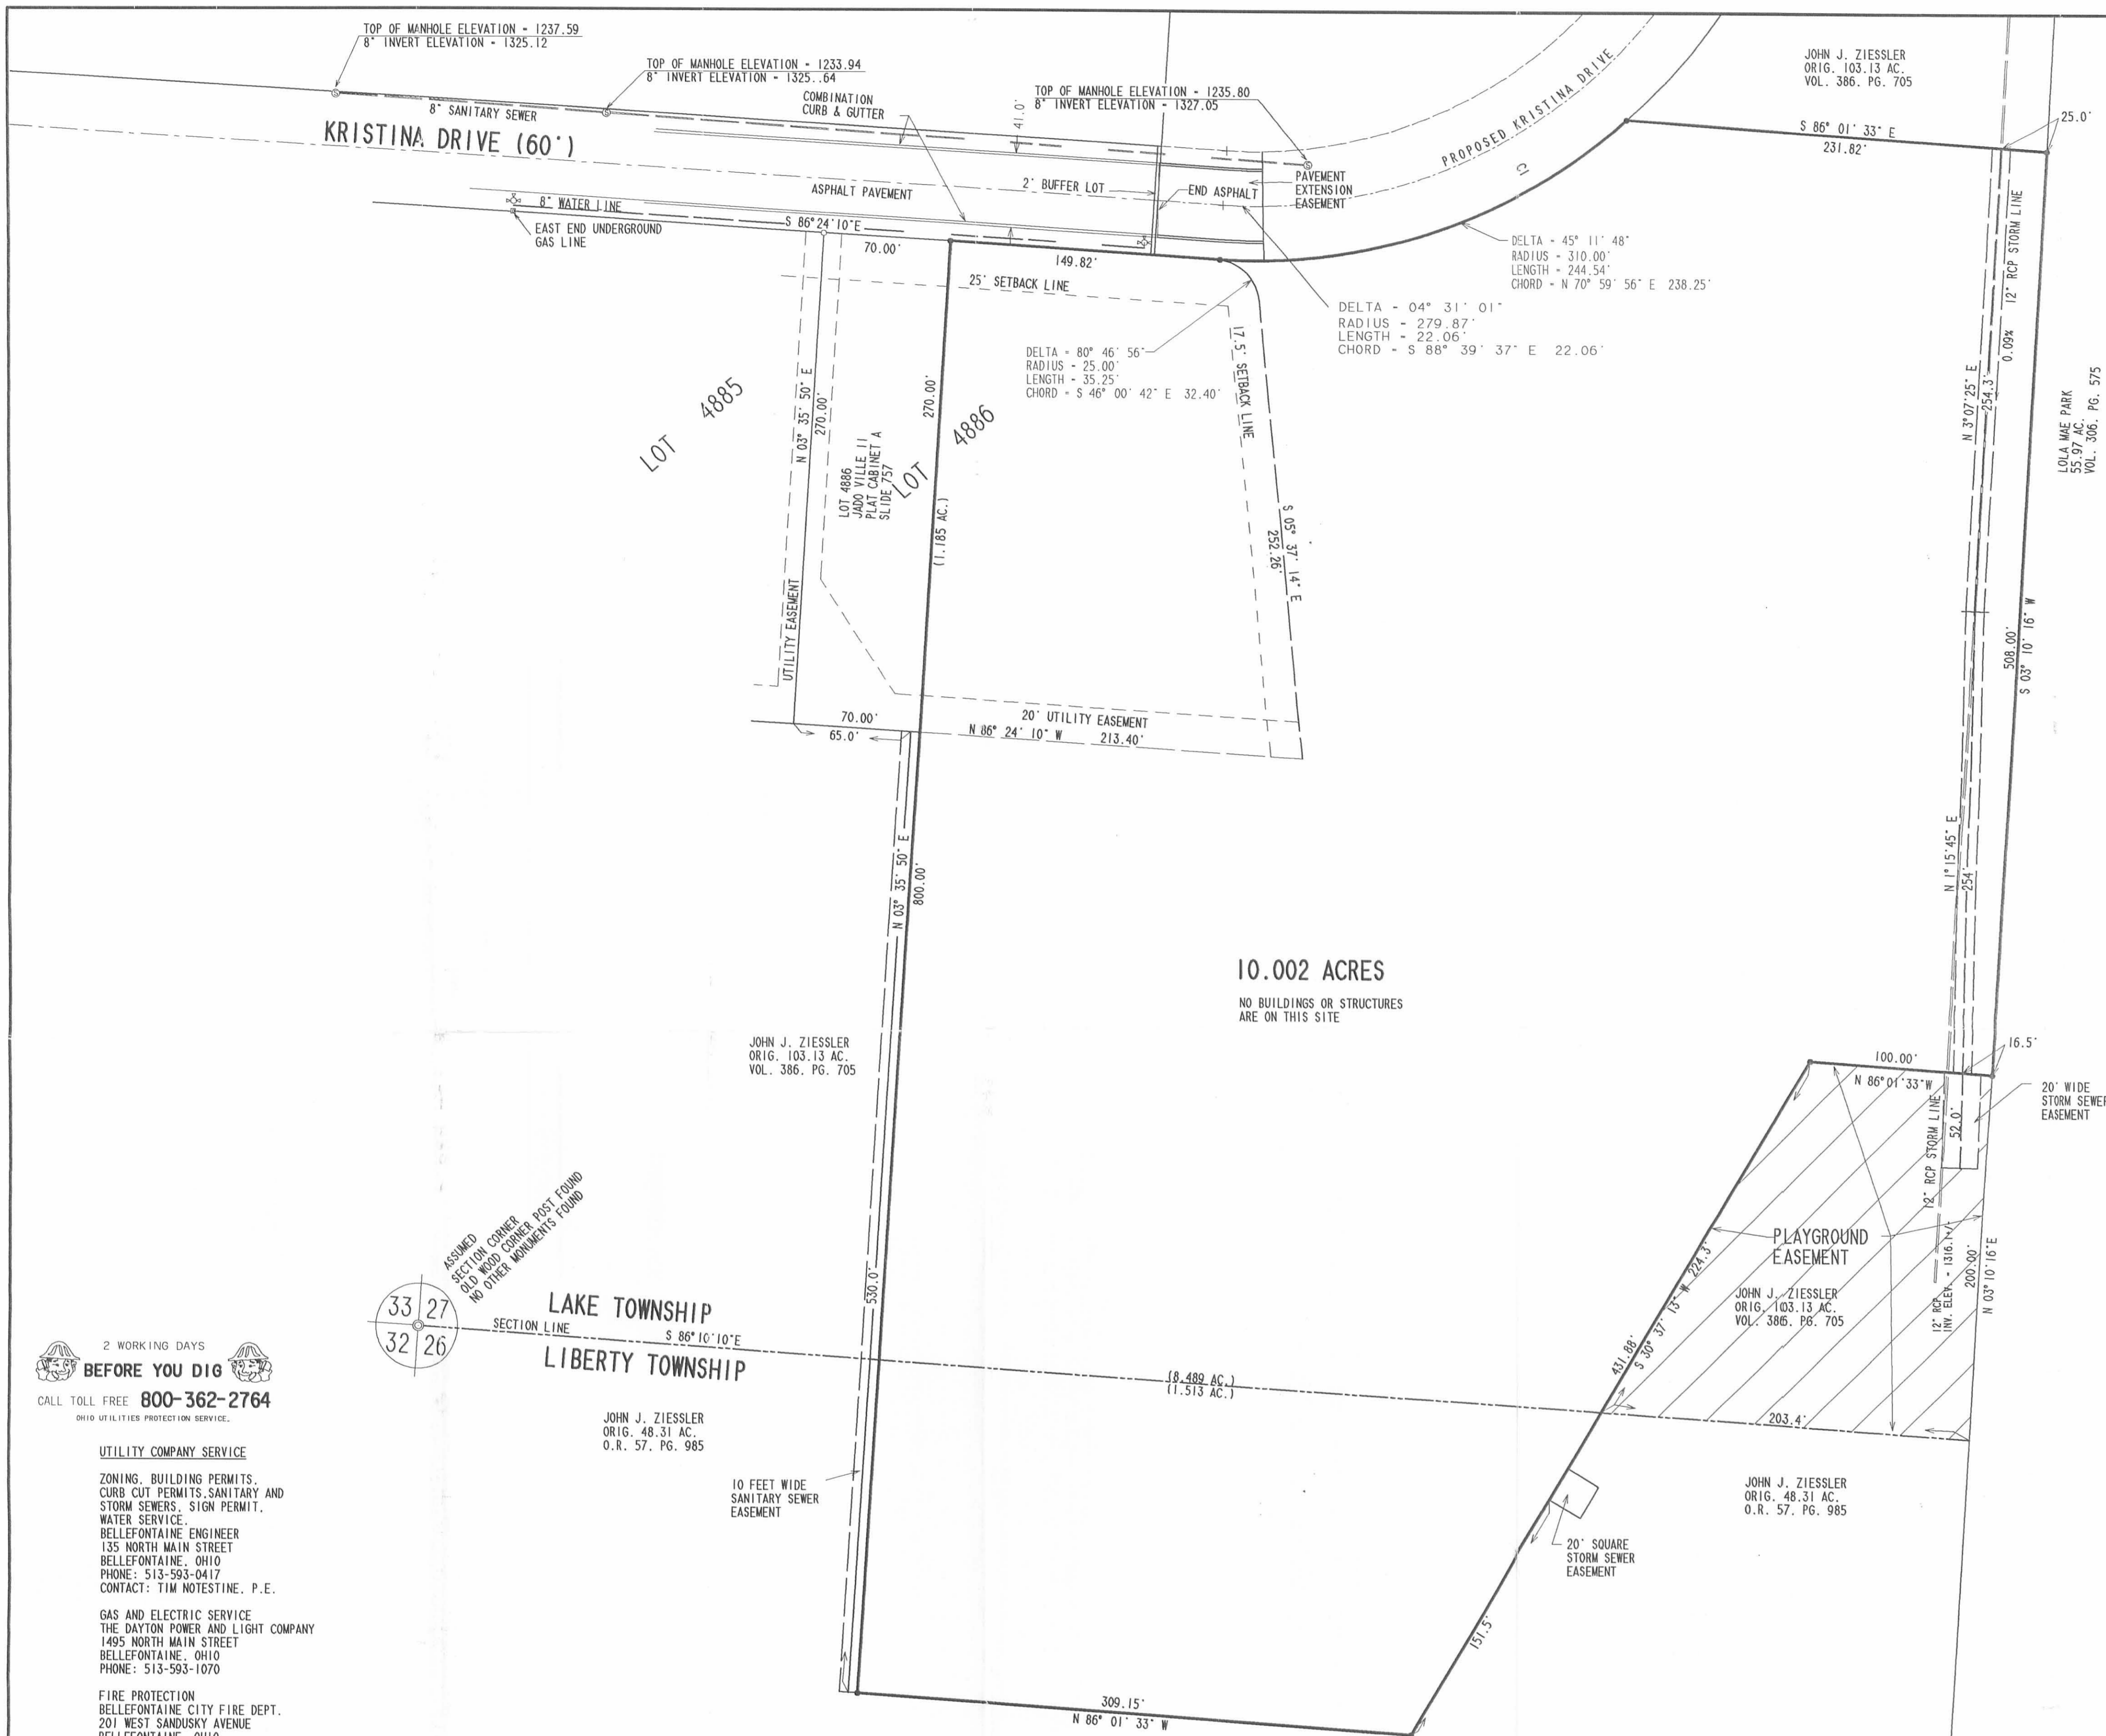 TOP OF MANHOLE ELEVATION - 1237.59
8" INVERT ELEVATION - 1325.12
TOP OF MANHOLE ELEVATION - 1233.94
8" INVERT ELEVATION - 1325..64
COMBINATION
CURB & GUTTER
41.0'
TOP OF MANHOLE ELEVATION - 1235.80
8" INVERT ELEVATION - 1327.05
JOHN J. ZIESSLER
ORIG. 103.13 AC.
VOL. 386. PG. 705
8" SANITARY SEWER
KRISTINA DRIVE (60')
PROPOSED KRISTINA DRIVE
C1
S 86° 01' 33" E
231.82'
25.0'
ASPHALT PAVEMENT
2' BUFFER LOT
END ASPHALT
PAVEMENT
EXTENSION
EASEMENT
8" WATER LINE
EAST END UNDERGROUND
GAS LINE
S 86°24'10"E
70.00'
149.82'
25' SETBACK LINE
DELTA - 45° 11' 48"
RADIUS - 310.00'
LENGTH - 244.54'
CHORD - N 70° 59' 56" E 238.25'
DELTA - 04° 31' 01"
RADIUS - 279.87'
LENGTH - 22.06'
CHORD - S 88° 39' 37" E 22.06'
DELTA - 80° 46' 56"
RADIUS - 25.00'
LENGTH - 35.25'
CHORD - S 46° 00' 42" E 32.40'
17.5' SETBACK LINE
12" RCP STORM LINE
0.09%
N 3°07'25" E
254.3'
LOLA MAE PARK
55.97 AC.
VOL. 306. PG. 575
LOT 4885
N 03° 35' 50" E
270.00'
LOT 4886
JADO VILLE II
PLAT CABINET A
SLIDE 757
270.00'
LOT 4886
(1.185 AC.)
S 05° 37' 14" E
252.26'
UTILITY EASEMENT
508.00'
S 03° 10' 16" W
70.00'
65.0'
20' UTILITY EASEMENT
N 86° 24' 10" W 213.40'
N 03° 35' 50" E
800.00'
N 1°15'45" E
254'
10.002 ACRES
NO BUILDINGS OR STRUCTURES
ARE ON THIS SITE
JOHN J. ZIESSLER
ORIG. 103.13 AC.
VOL. 386. PG. 705
16.5'
100.00'
N 86°01'33"W
20' WIDE
STORM SEWER
EASEMENT
52.0'
12" RCP STORM LINE
PLAYGROUND
EASEMENT
12" RCP
INV. ELEV. - 1316.1+/-
200.00'
N 03°10'16"E
JOHN J. ZIESSLER
ORIG. 103.13 AC.
VOL. 386. PG. 705
224.3'
431.88'
S 30° 37' 13" W
ASSUMED
SECTION CORNER
OLD WOOD CORNER POST FOUND
NO OTHER MONUMENTS FOUND
33 27
32 26
530.0'
LAKE TOWNSHIP
SECTION LINE
S 86°10'10"E
LIBERTY TOWNSHIP
(8.489 AC.)
(1.513 AC.)
203.4'
JOHN J. ZIESSLER
ORIG. 48.31 AC.
O.R. 57. PG. 985
10 FEET WIDE
SANITARY SEWER
EASEMENT
JOHN J. ZIESSLER
ORIG. 48.31 AC.
O.R. 57. PG. 985
20' SQUARE
STORM SEWER
EASEMENT
151.5'
309.15'
N 86° 01' 33" W
2 WORKING DAYS
BEFORE YOU DIG
CALL TOLL FREE 800-362-2764
OHIO UTILITIES PROTECTION SERVICE.
UTILITY COMPANY SERVICE
ZONING. BUILDING PERMITS.
CURB CUT PERMITS,SANITARY AND
STORM SEWERS. SIGN PERMIT.
WATER SERVICE.
BELLEFONTAINE ENGINEER
135 NORTH MAIN STREET
BELLEFONTAINE. OHIO
PHONE: 513-593-0417
CONTACT: TIM NOTESTINE. P.E.
GAS AND ELECTRIC SERVICE
THE DAYTON POWER AND LIGHT COMPANY
1495 NORTH MAIN STREET
BELLEFONTAINE. OHIO
PHONE: 513-593-1070
FIRE PROTECTION
BELLEFONTAINE CITY FIRE DEPT.
201 WEST SANDUSKY AVENUE
BELLEFONTAINE. OHIO